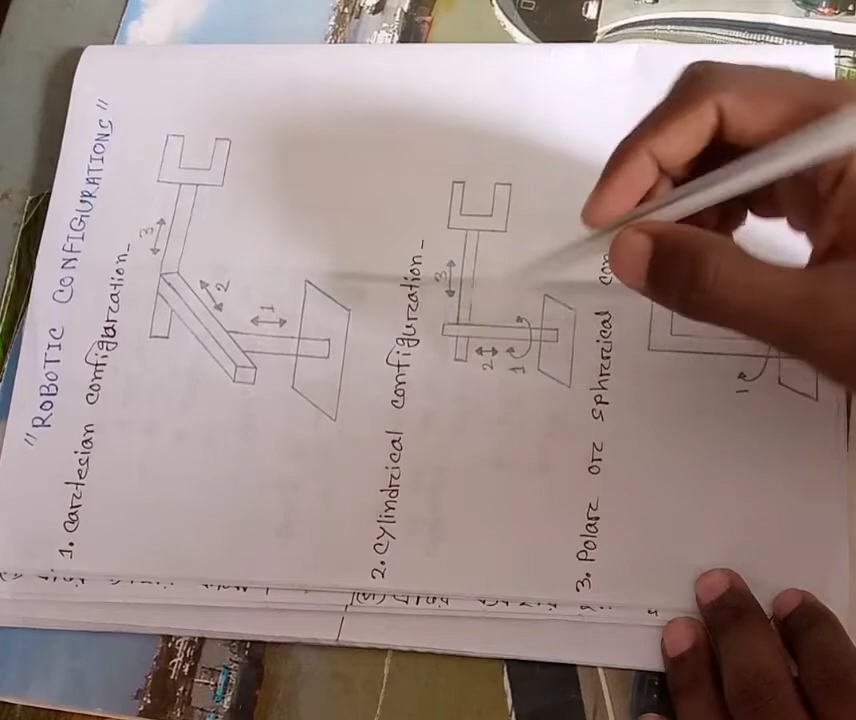 "ROBOTIC CONFIGURATIONS"
1. Cartesian configuration-
3
2
1
2. Cylindrical configuration-
3
2
1
3. Polar or spherical
1